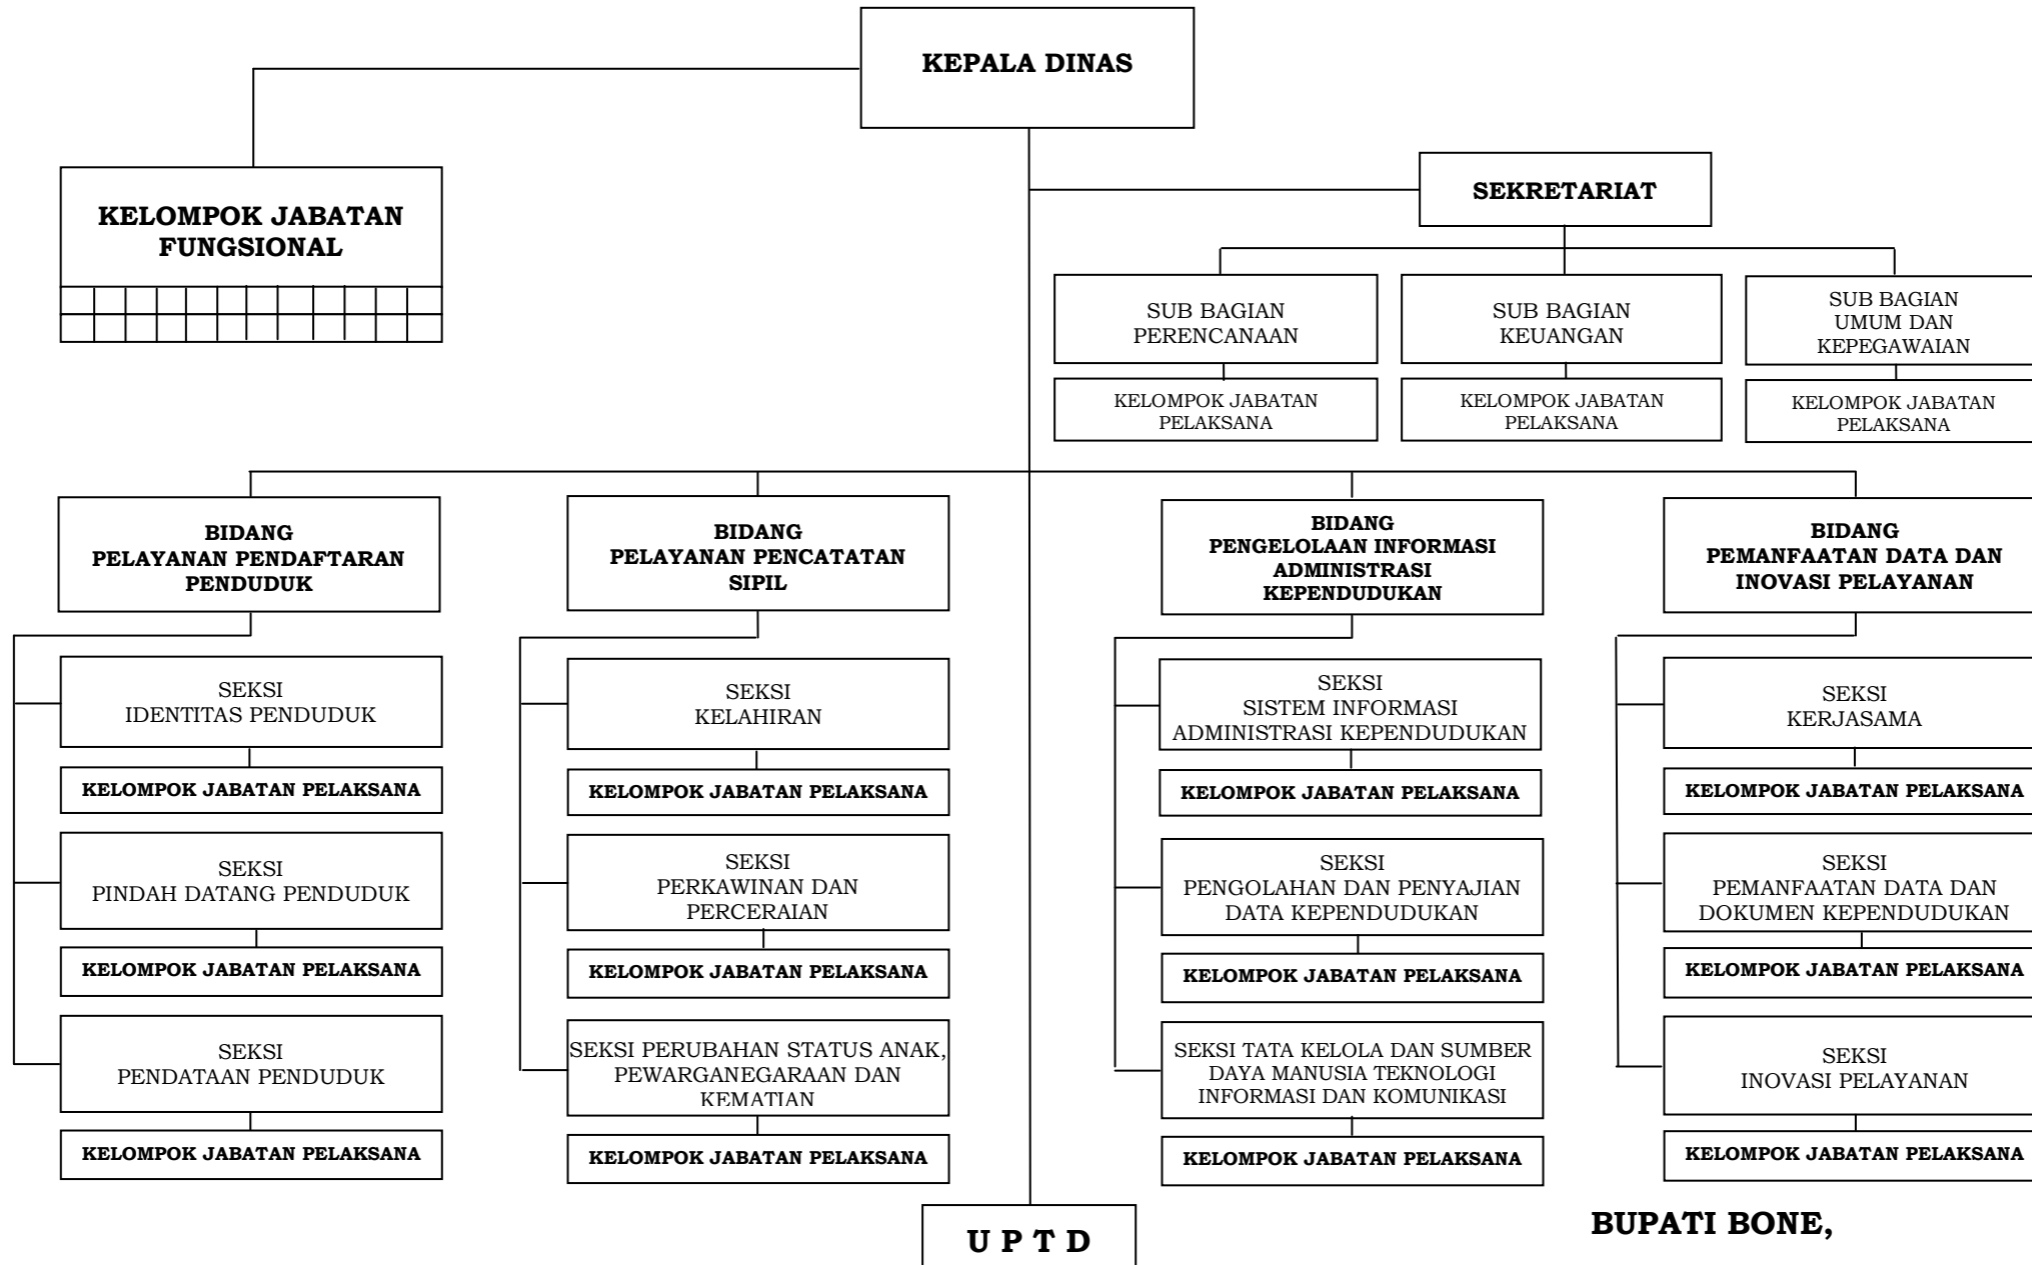 KEPALA DINAS
KELOMPOK JABATAN
FUNGSIONAL
SEKRETARIAT
SUB BAGIAN
PERENCANAAN
SUB BAGIAN
KEUANGAN
SUB BAGIAN
UMUM DAN
KEPEGAWAIAN
KELOMPOK JABATAN
PELAKSANA
KELOMPOK JABATAN
PELAKSANA
KELOMPOK JABATAN
PELAKSANA
BIDANG
PELAYANAN PENDAFTARAN
PENDUDUK
BIDANG
PELAYANAN PENCATATAN
SIPIL
BIDANG
PENGELOLAAN INFORMASI
ADMINISTRASI
KEPENDUDUKAN
BIDANG
PEMANFAATAN DATA DAN
INOVASI PELAYANAN
SEKSI
IDENTITAS PENDUDUK
SEKSI
KELAHIRAN
SEKSI
SISTEM INFORMASI
ADMINISTRASI KEPENDUDUKAN
SEKSI
KERJASAMA
KELOMPOK JABATAN PELAKSANA
KELOMPOK JABATAN PELAKSANA
KELOMPOK JABATAN PELAKSANA
KELOMPOK JABATAN PELAKSANA
SEKSI
PINDAH DATANG PENDUDUK
SEKSI
PERKAWINAN DAN
PERCERAIAN
SEKSI
PENGOLAHAN DAN PENYAJIAN
DATA KEPENDUDUKAN
SEKSI
PEMANFAATAN DATA DAN
DOKUMEN KEPENDUDUKAN
KELOMPOK JABATAN PELAKSANA
KELOMPOK JABATAN PELAKSANA
KELOMPOK JABATAN PELAKSANA
KELOMPOK JABATAN PELAKSANA
SEKSI
PENDATAAN PENDUDUK
SEKSI PERUBAHAN STATUS ANAK,
PEWARGANEGARAAN DAN
KEMATIAN
SEKSI TATA KELOLA DAN SUMBER
DAYA MANUSIA TEKNOLOGI
INFORMASI DAN KOMUNIKASI
SEKSI
INOVASI PELAYANAN
KELOMPOK JABATAN PELAKSANA
KELOMPOK JABATAN PELAKSANA
KELOMPOK JABATAN PELAKSANA
KELOMPOK JABATAN PELAKSANA
U P T D
BUPATI BONE,